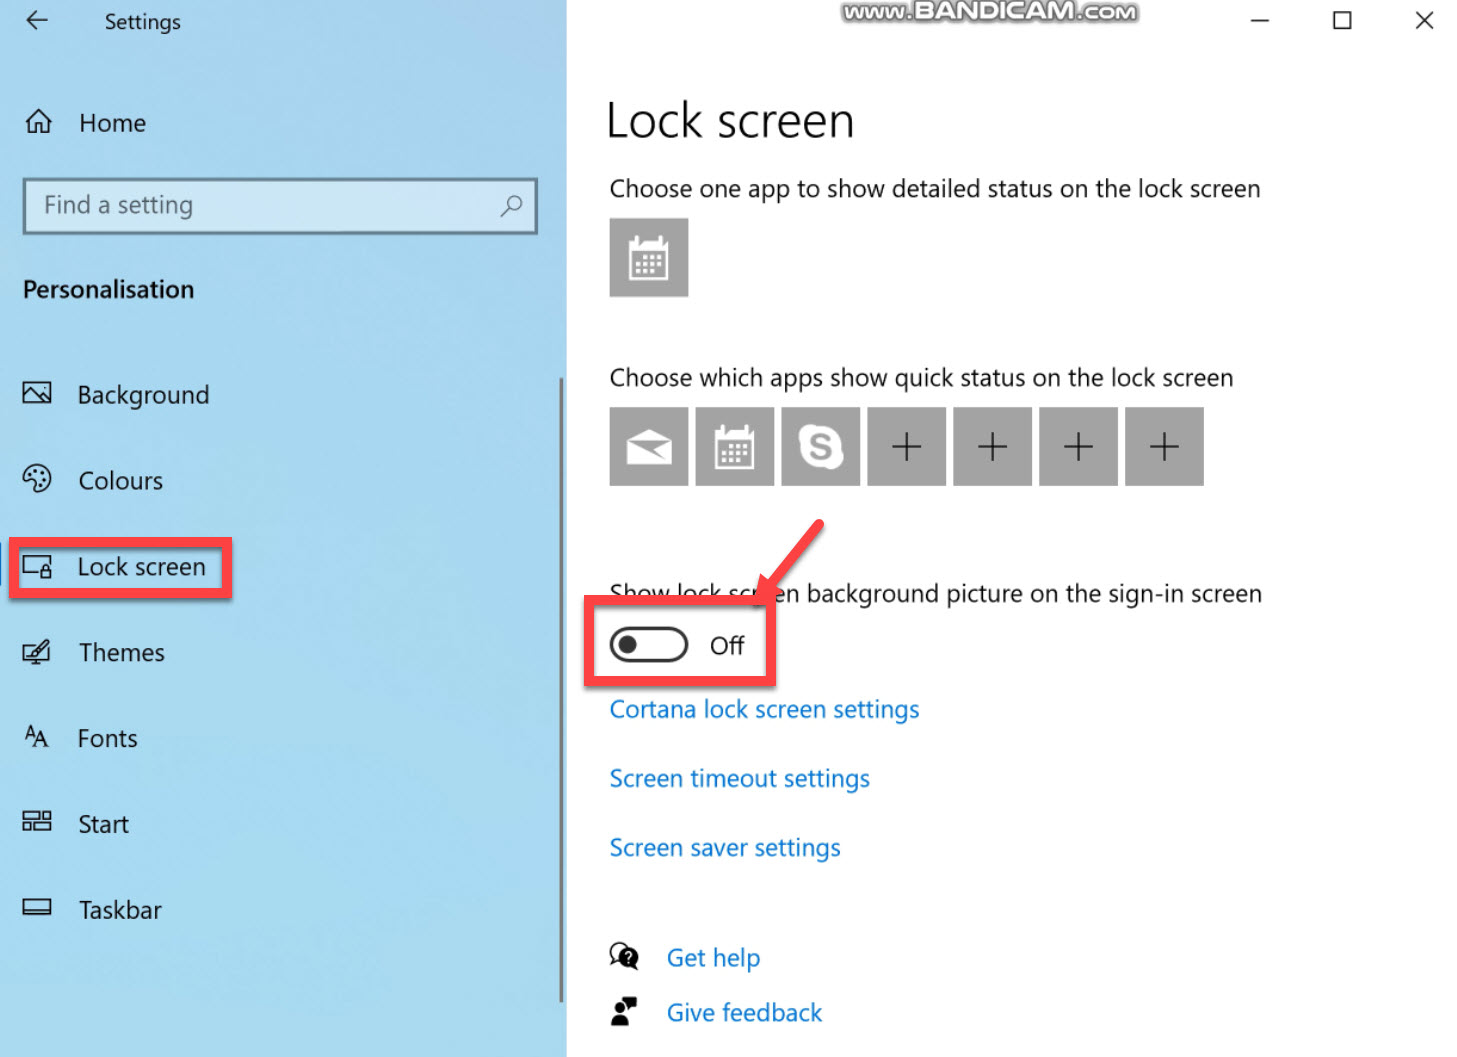 Settings
www.BANDICAM.com
Home
Find a setting
Personalisation
Background
Colours
Lock screen
Themes
Fonts
Start
Taskbar
Lock screen
Choose one app to show detailed status on the lock screen
Choose which apps show quick status on the lock screen
Show lock screen background picture on the sign-in screen
Off
Cortana lock screen settings
Screen timeout settings
Screen saver settings
Get help
Give feedback